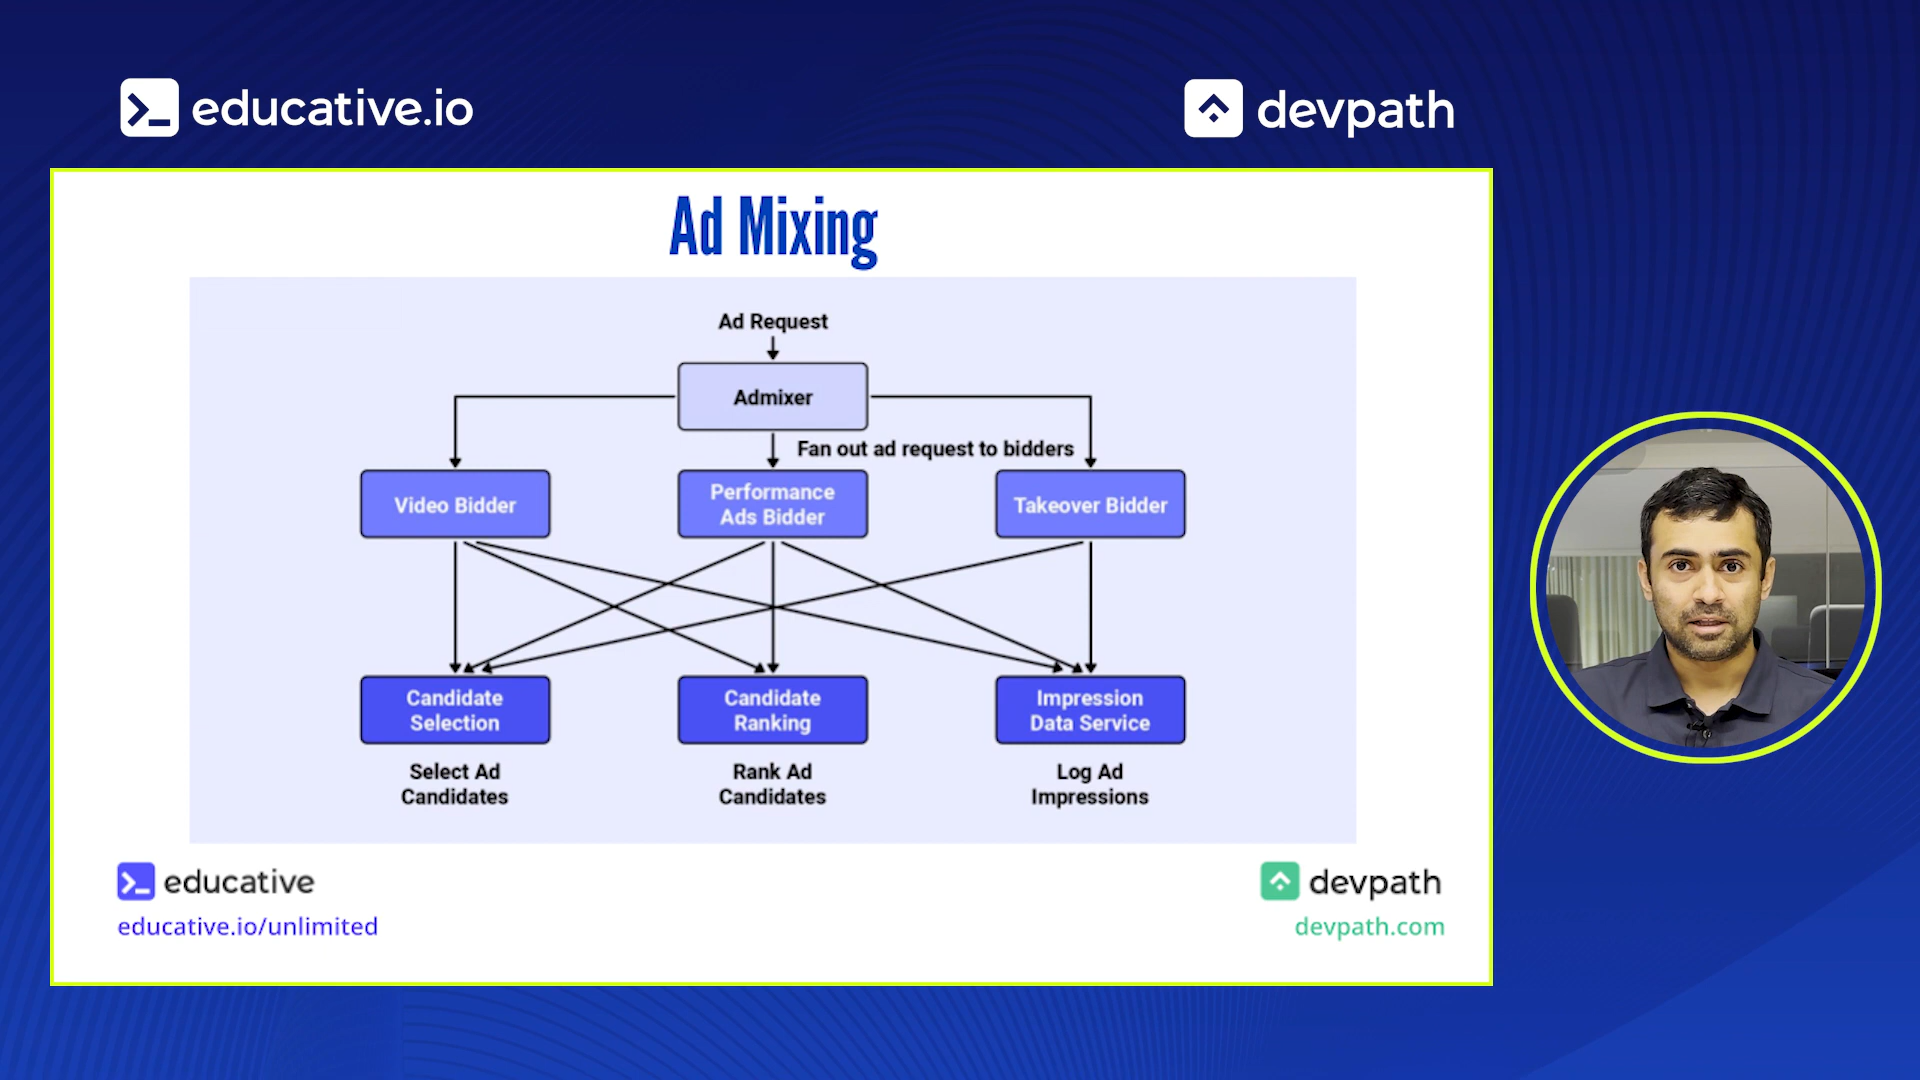 educative.io
devpath
Ad Mixing
Ad Request
Admixer
Fan out ad request to bidders
Video Bidder
Performance
Ads Bidder
Takeover Bidder
Candidate
Selection
Candidate
Ranking
Impression
Data Service
Select Ad
Candidates
Rank Ad
Candidates
Log Ad
Impressions
educative
educative.io/unlimited
devpath
devpath.com